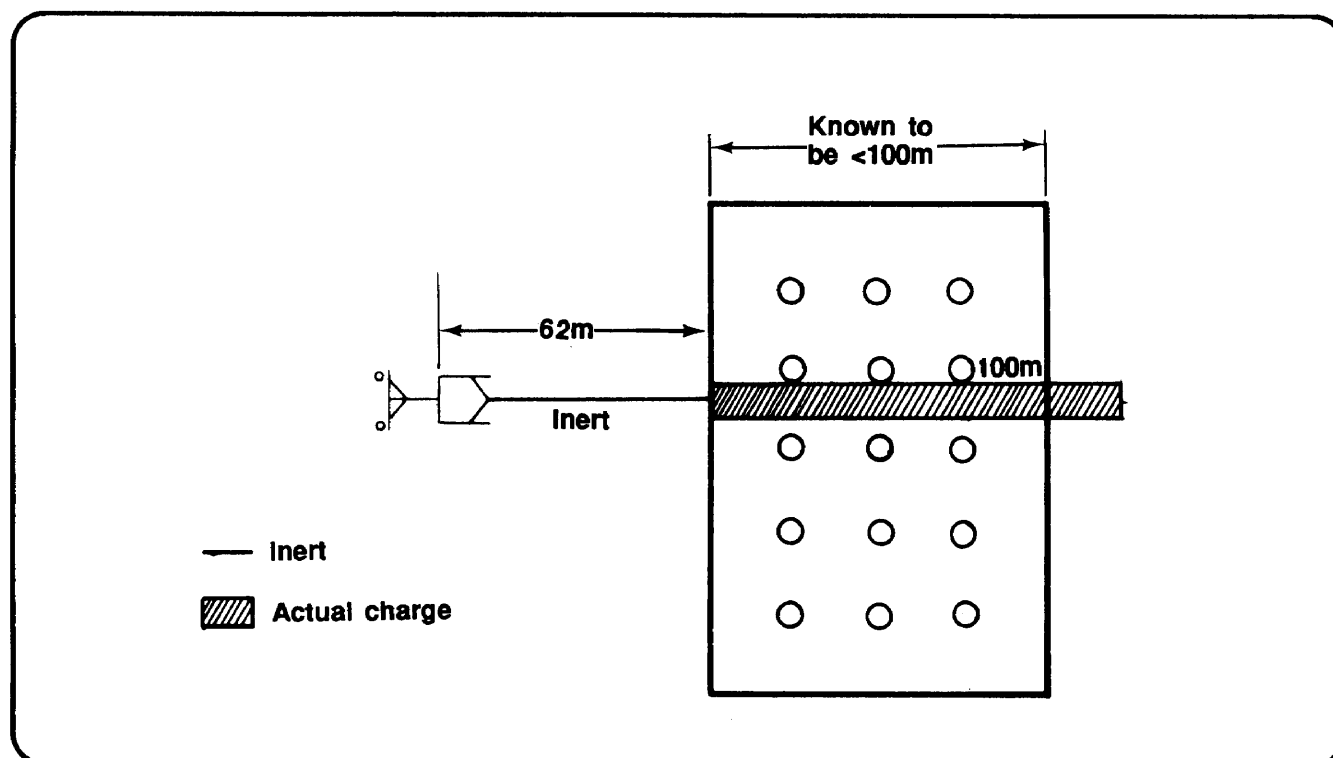 Known to
be <100m
62m
100m
Inert
Inert
Actual charge